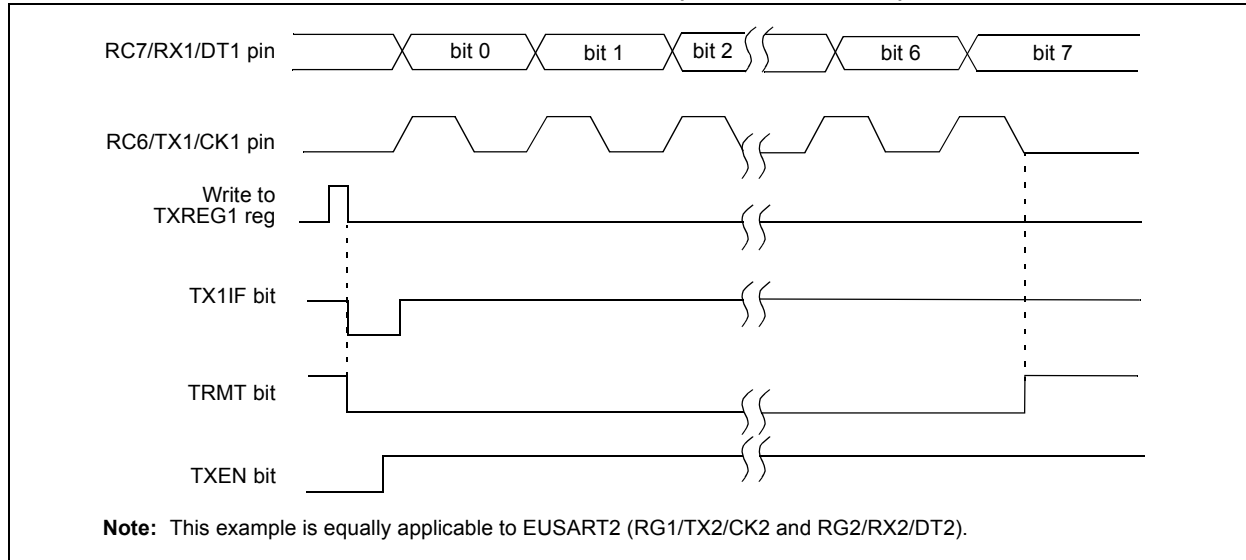 RC7/RX1/DT1 pin
bit 0
bit 1
bit 2
bit 6
bit 7
RC6/TX1/CK1 pin
Write to
TXREG1 reg
TX1IF bit
TRMT bit
TXEN bit
Note: This example is equally applicable to EUSART2 (RG1/TX2/CK2 and RG2/RX2/DT2).